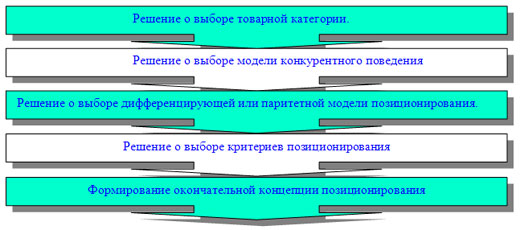 Решение о выборе товарной категории.
Решение о выборе модели конкурентного поведения
Решение о выборе дифференцирующей или паритетной модели позиционирования.
Решение о выборе критериев позиционирования
Формирование окончательной концепции позиционирования